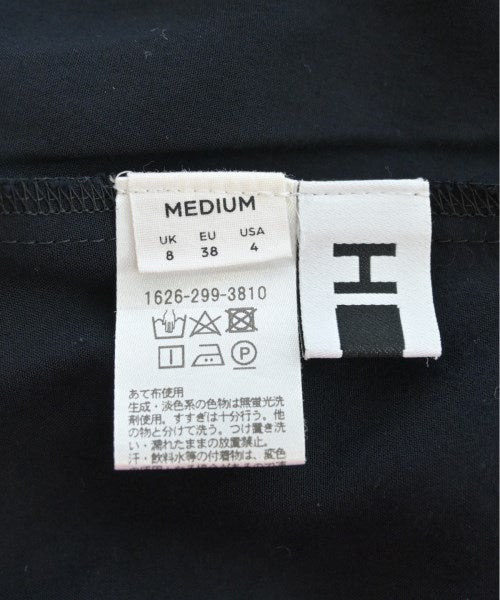 MEDIUM
UK EU USA
8 38 4
1626-299-3810
P
あて布使用
生成・淡色系の色物は無蛍光洗
剤使用。すすぎは十分行う。他
の物と分けて洗う。つけ置き洗
い・濡れたままの放置禁止。
汗・飲料水等の付着物は、変色
H